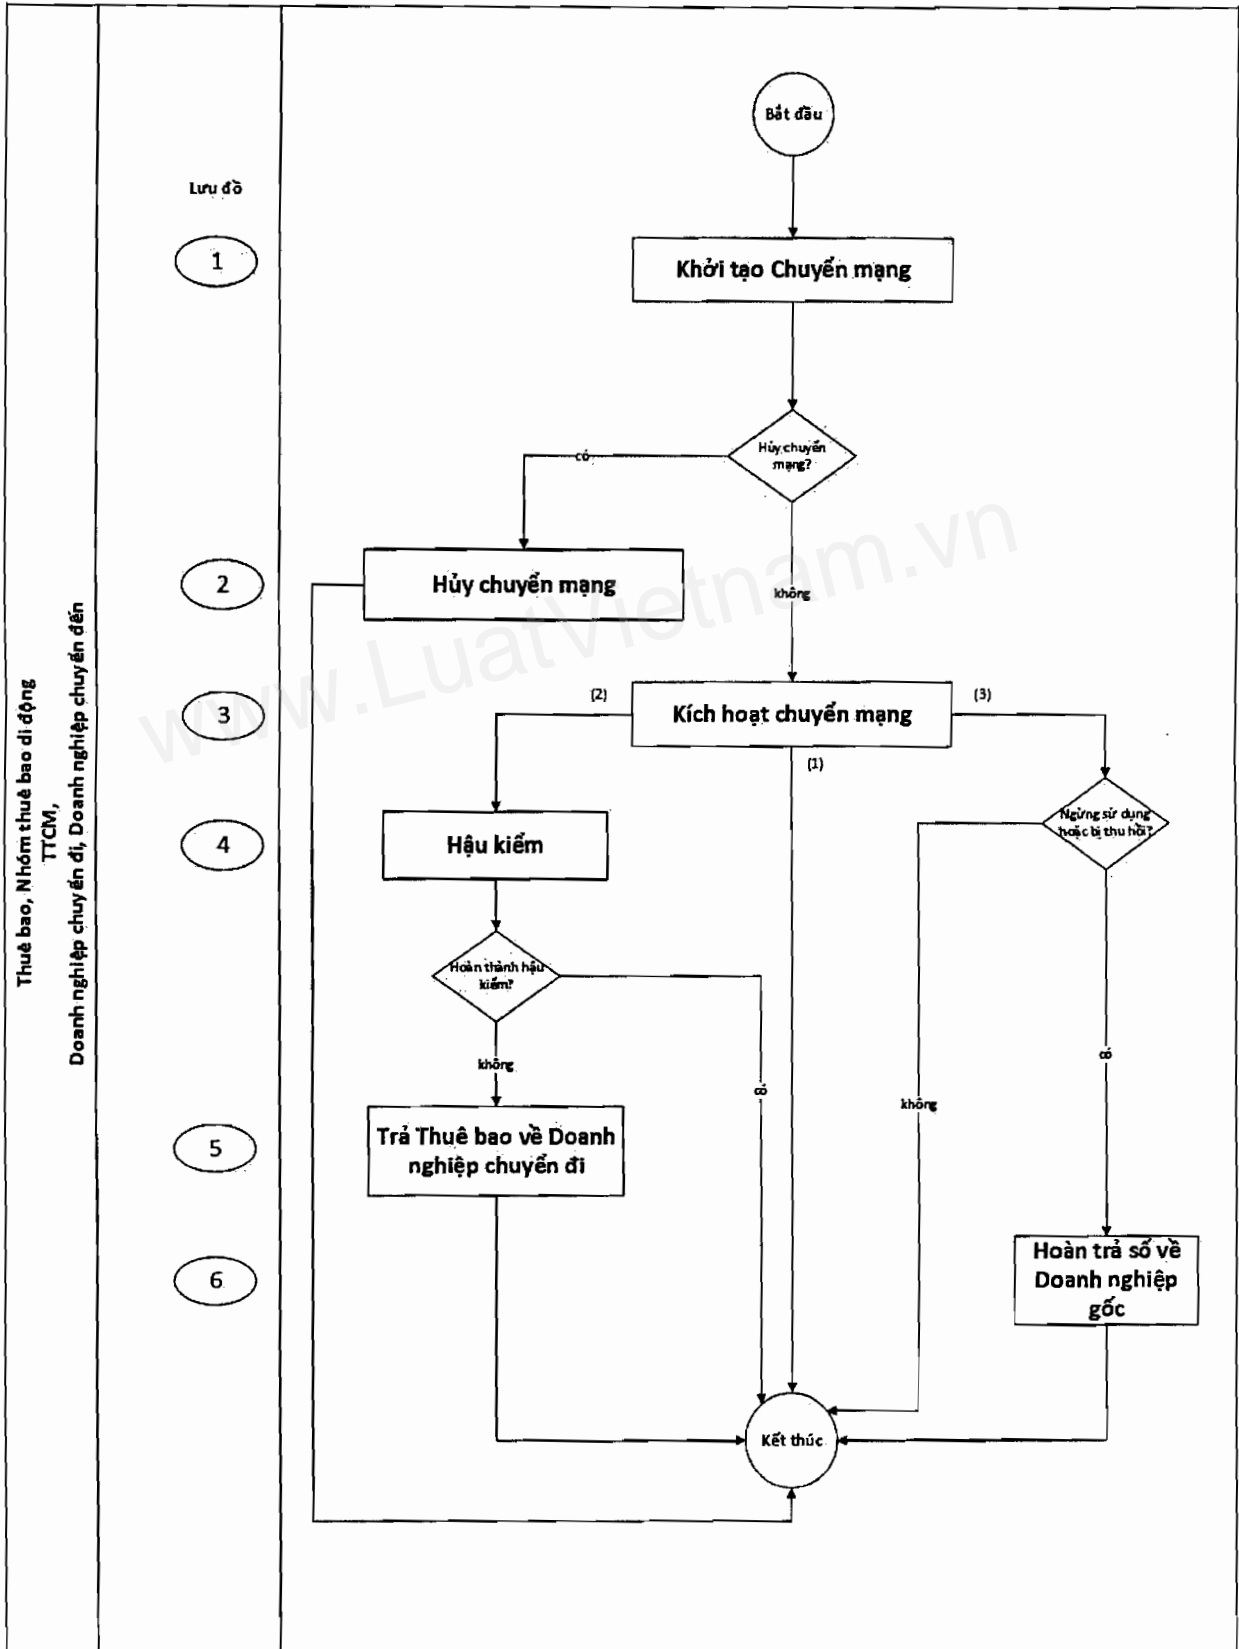 Bắt đầu
Lưu đồ
1
Khởi tạo Chuyển mạng
Hủy chuyển
mạng?
có
2
Hủy chuyển mạng
không
3
(2)
Kích hoạt chuyển mạng
(3)
(1)
Ngừng sử dụng
hoặc bị thu hồi?
4
Hậu kiểm
Hoàn thành hậu
kiểm?
không
có
có
không
5
Trả Thuê bao về Doanh
nghiệp chuyển đi
6
Hoàn trả số về
Doanh nghiệp
gốc
Kết thúc
Thuê bao, Nhóm thuê bao di động
TTCM,
Doanh nghiệp chuyển đi, Doanh nghiệp chuyển đến
www.LuatVietnam.vn